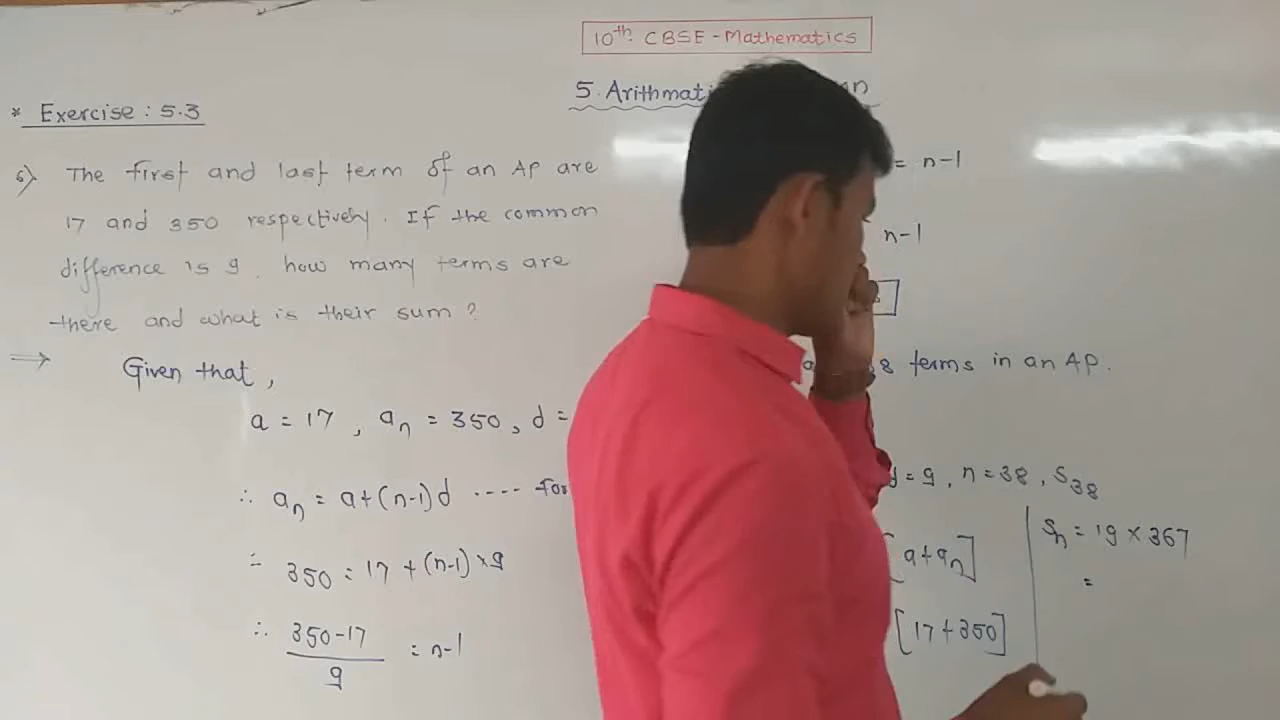 10th CBSE - Mathematics
5. Arithmati
* Exercise : 5.3
6) The first and last term of an AP are
17 and 350 respectively. If the common
difference is 9, how many terms are
there and what is their sum ?
⇒ Given that,
a = 17 , an = 350, d =
∴ an = a+(n-1)d ---- for
= 350 = 17 + (n-1) × 9
∴ 350-17 / 9 = n-1
= n-1
n-1
8 terms in an AP.
d = 9, n = 38, S38
[a+an]
[17+350]
Sn = 19 × 367
=